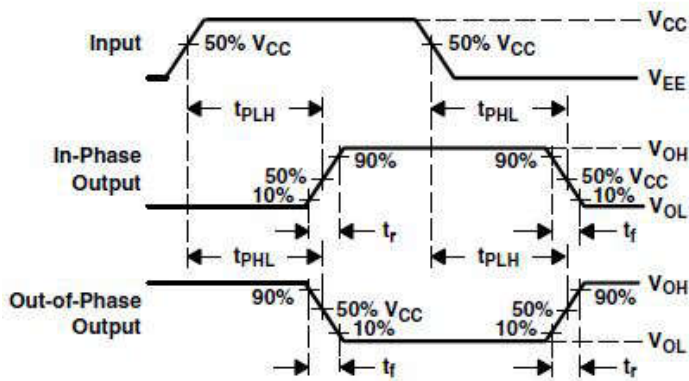 Input
50% VCC
50% VCC
VCC
VEE
tPLH
tPHL
In-Phase
Output
90%
50%
10%
90%
50% VCC
10%
VOH
VOL
tr
tf
tPHL
tPLH
Out-of-Phase
Output
90%
50% VCC
10%
50%
10%
90%
VOH
VOL
tf
tr